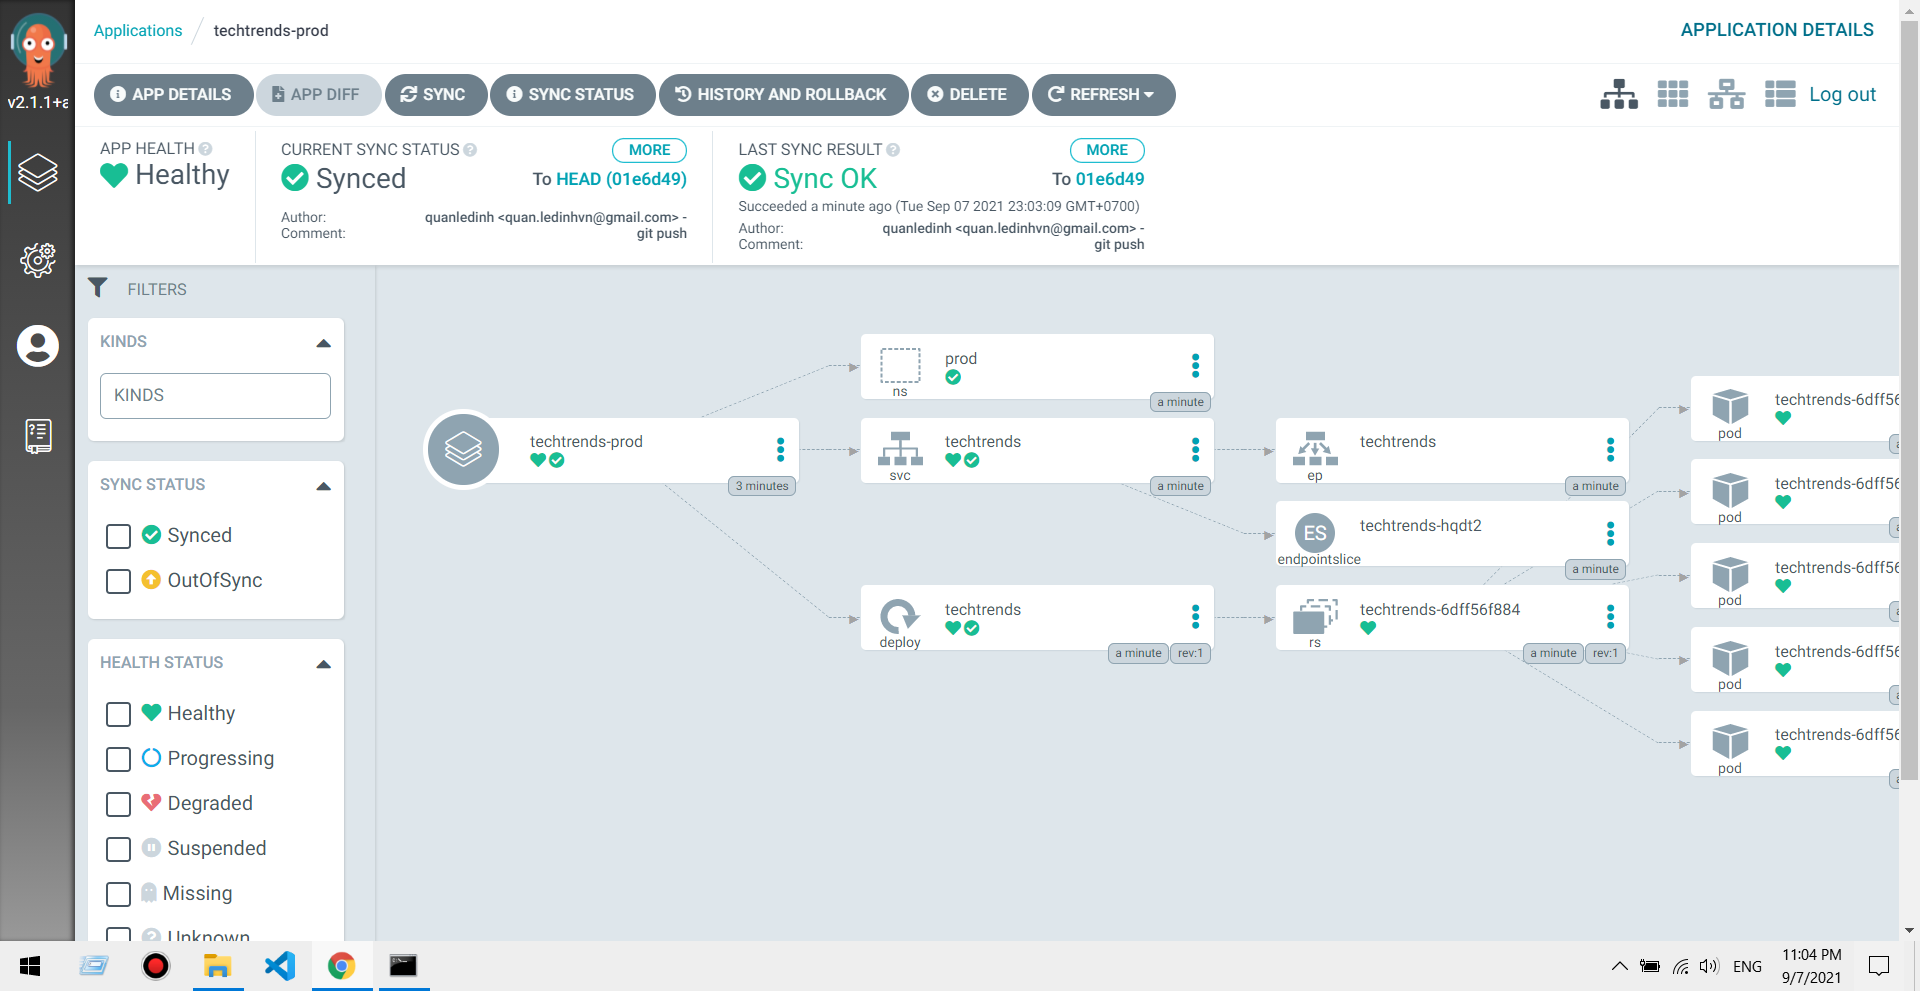 v2.1.1+a
Applications / techtrends-prod
APPLICATION DETAILS
APP DETAILS
APP DIFF
SYNC
SYNC STATUS
HISTORY AND ROLLBACK
DELETE
REFRESH
Log out
APP HEALTH
Healthy
CURRENT SYNC STATUS
MORE
Synced
To HEAD (01e6d49)
Author:
quanledinh <quan.ledinhvn@gmail.com> -
Comment:
git push
LAST SYNC RESULT
MORE
Sync OK
To 01e6d49
Succeeded a minute ago (Tue Sep 07 2021 23:03:09 GMT+0700)
Author:
quanledinh <quan.ledinhvn@gmail.com> -
Comment:
git push
FILTERS
KINDS
KINDS
SYNC STATUS
Synced
OutOfSync
HEALTH STATUS
Healthy
Progressing
Degraded
Suspended
Missing
Unknown
techtrends-prod
3 minutes
prod
ns
a minute
techtrends
svc
a minute
techtrends
deploy
a minute
rev:1
techtrends
ep
a minute
ES
techtrends-hqdt2
endpointslice
a minute
techtrends-6dff56f884
rs
a minute
rev:1
techtrends-6dff56
pod
techtrends-6dff56
pod
techtrends-6dff56
pod
techtrends-6dff56
pod
techtrends-6dff56
pod
ENG
11:04 PM
9/7/2021